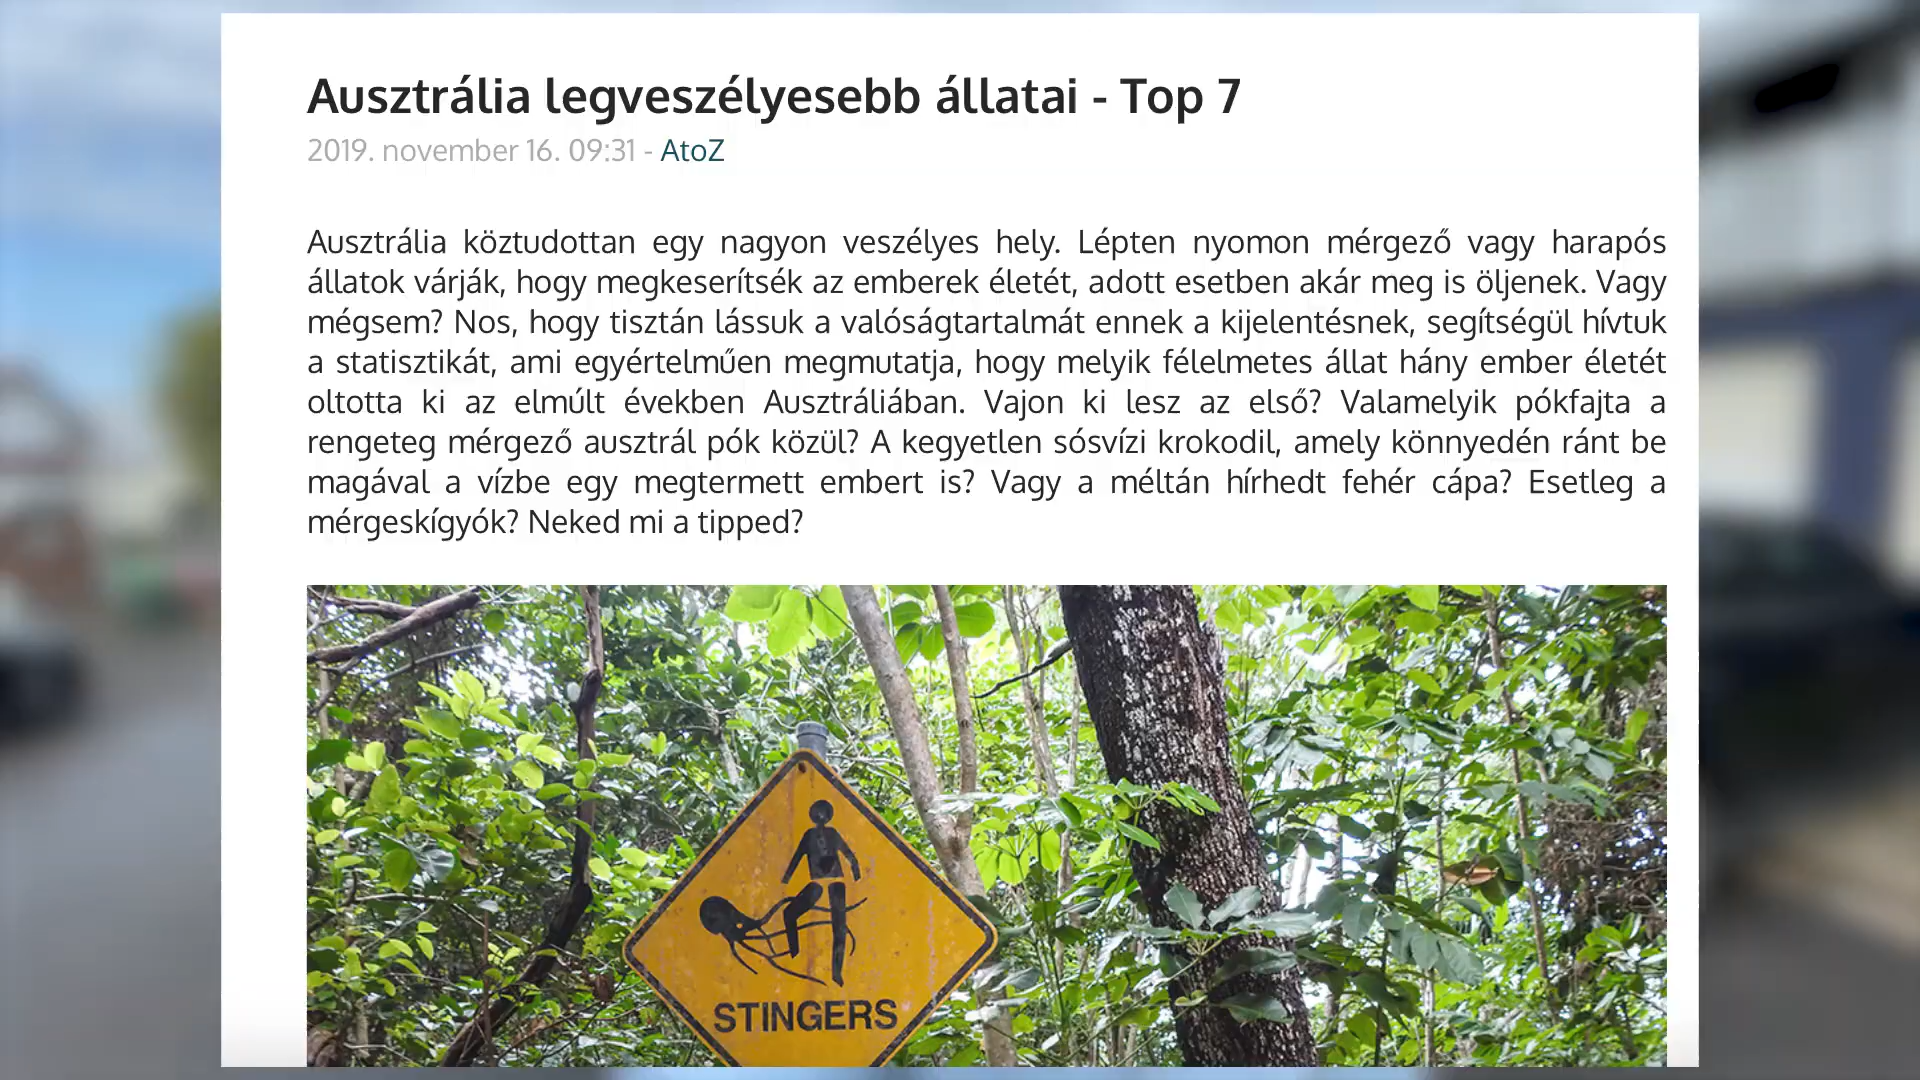 Ausztrália legveszélyesebb állatai - Top 7
2019. november 16. 09:31 - AtoZ
Ausztrália köztudottan egy nagyon veszélyes hely. Lépten nyomon mérgező vagy harapós
állatok várják, hogy megkeserítsék az emberek életét, adott esetben akár meg is öljenek. Vagy
mégsem? Nos, hogy tisztán lássuk a valóságtartalmát ennek a kijelentésnek, segítségül hívtuk
a statisztikát, ami egyértelműen megmutatja, hogy melyik félelmetes állat hány ember életét
oltotta ki az elmúlt években Ausztráliában. Vajon ki lesz az első? Valamelyik pókfajta a
rengeteg mérgező ausztrál pók közül? A kegyetlen sósvízi krokodil, amely könnyedén ránt be
magával a vízbe egy megtermett embert is? Vagy a méltán hírhedt fehér cápa? Esetleg a
mérgeskígyók? Neked mi a tipped?
STINGERS